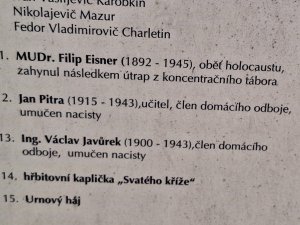 Vasiljevič Karobkin
Nikolajevič Mazur
Fedor Vladimirovič Charletin
1. MUDr. Filip Eisner (1892 - 1945), oběť holocaustu,
zahynul následkem útrap z koncentračního tábora
2. Jan Pitra (1915 - 1943),učitel, člen domácího odboje,
umučen nacisty
13. Ing. Václav Javůrek (1900 - 1943),člen domácího
odboje, umučen nacisty
14. hřbitovní kaplička „Svatého kříže"
15. Urnový háj